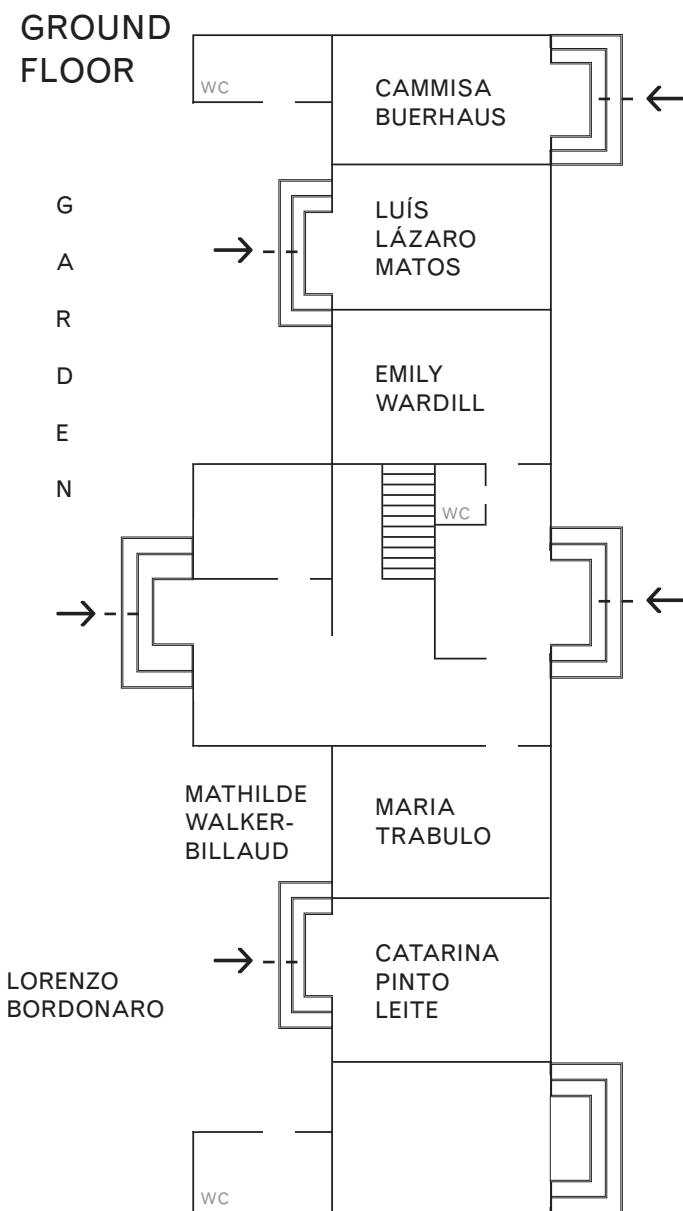 GROUND
FLOOR
WC
CAMMISA
BUERHAUS
G
A
R
D
E
N
LUÍS
LÁZARO
MATOS
EMILY
WARDILL
WC
MATHILDE
WALKER-
BILLAUD
MARIA
TRABULO
LORENZO
BORDONARO
CATARINA
PINTO
LEITE
WC